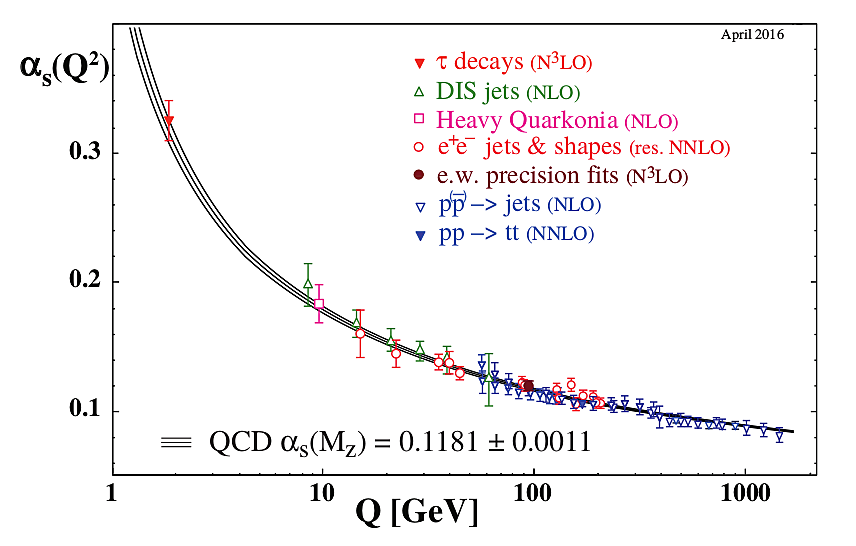 April 2016
αs(Q²)
τ decays (N³LO)
DIS jets (NLO)
Heavy Quarkonia (NLO)
e⁺e⁻ jets & shapes (res. NNLO)
e.w. precision fits (N³LO)
pp(–) –> jets (NLO)
pp –> tt (NNLO)
0.3
0.2
0.1
QCD αs(Mz) = 0.1181 ± 0.0011
1 10 100 1000
Q [GeV]